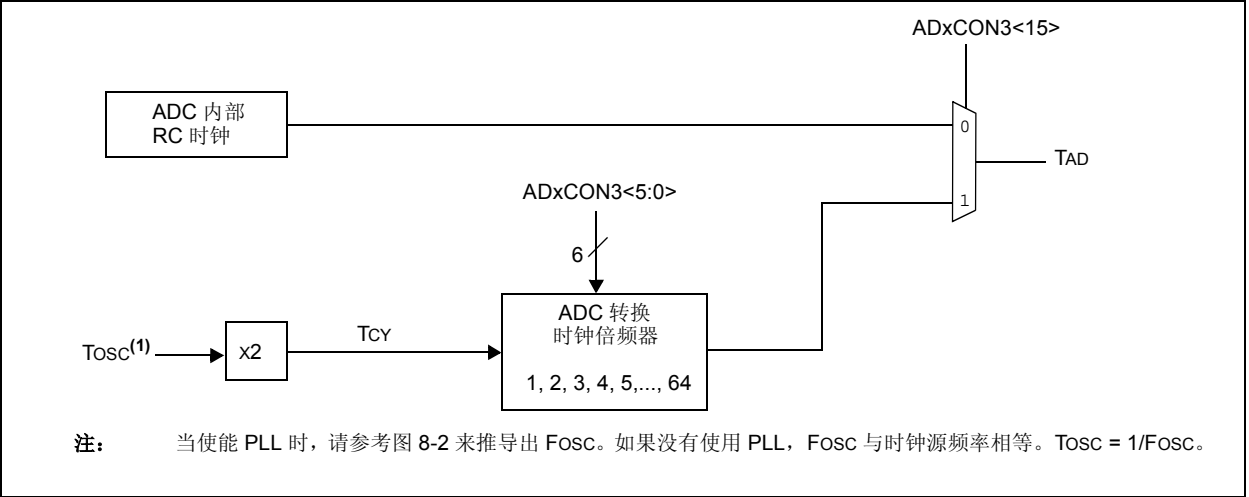 ADxCON3<15>
ADC 内部
RC 时钟
0
TAD
ADxCON3<5:0>
1
6
ADC 转换
时钟倍频器
TOSC(1)
x2
TCY
1, 2, 3, 4, 5,..., 64
注： 当使能 PLL 时，请参考图 8-2 来推导出 FOSC。如果没有使用 PLL，FOSC 与时钟源频率相等。TOSC = 1/FOSC。